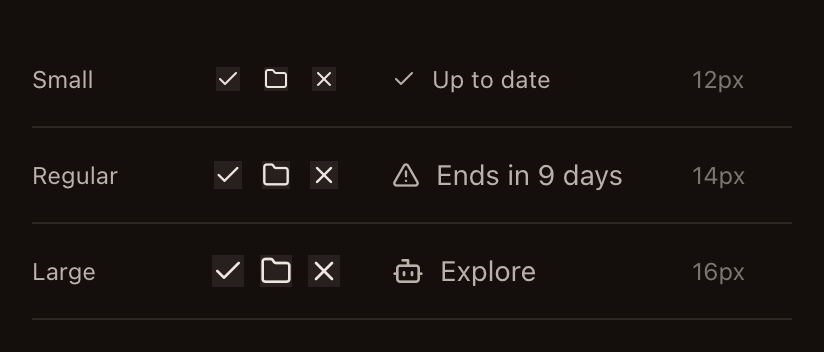 Small Up to date 12px
Regular Ends in 9 days 14px
Large Explore 16px